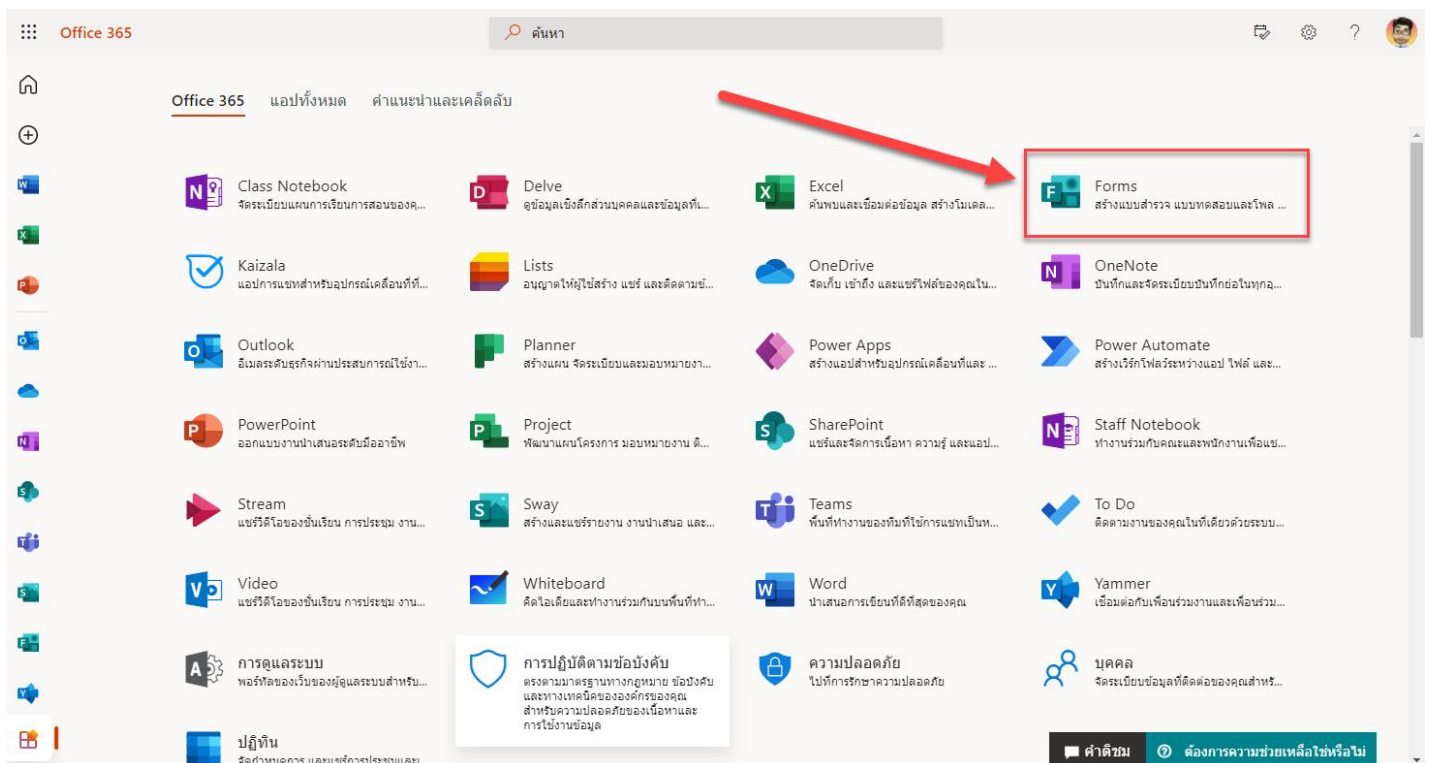 Office 365
ค้นหา
Office 365 แอปทั้งหมด คำแนะนำและเคล็ดลับ
Class Notebook
จัดระเบียบแผนการเรียนการสอนของคุ...
Delve
ดูข้อมูลเชิงลึกส่วนบุคคลและข้อมูลที่เ...
Excel
ค้นพบและเชื่อมต่อข้อมูล สร้างโมเดล...
Forms
สร้างแบบสำรวจ แบบทดสอบและโพล ...
Kaizala
แอปการแชทสำหรับอุปกรณ์เคลื่อนที่ที่...
Lists
อนุญาตให้ผู้ใช้สร้าง แชร์ และติดตามข้...
OneDrive
จัดเก็บ เข้าถึง และแชร์ไฟล์ของคุณใน...
OneNote
บันทึกและจัดระเบียบบันทึกย่อในทุกอุ...
Outlook
อีเมลระดับธุรกิจผ่านประสบการณ์ใช้งา...
Planner
สร้างแผน จัดระเบียบและมอบหมายงา...
Power Apps
สร้างแอปสำหรับอุปกรณ์เคลื่อนที่และ ...
Power Automate
สร้างเวิร์กโฟลว์ระหว่างแอป ไฟล์ และ...
PowerPoint
ออกแบบงานนำเสนอระดับมืออาชีพ
Project
พัฒนาแผนโครงการ มอบหมายงาน ติ...
SharePoint
แชร์และจัดการเนื้อหา ความรู้ และแอป...
Staff Notebook
ทำงานร่วมกับคณะและพนักงานเพื่อแช...
Stream
แชร์วิดีโอของชั้นเรียน การประชุม งาน...
Sway
สร้างและแชร์รายงาน งานนำเสนอ และ...
Teams
พื้นที่ทำงานของทีมที่ใช้การแชทเป็นห...
To Do
ติดตามงานของคุณในที่เดียวด้วยระบบ...
Video
แชร์วิดีโอของชั้นเรียน การประชุม งาน...
Whiteboard
คิดไอเดียและทำงานร่วมกันบนพื้นที่ทำ...
Word
นำเสนอการเขียนที่ดีที่สุดของคุณ
Yammer
เชื่อมต่อกับเพื่อนร่วมงานและเพื่อนร่วม...
การดูแลระบบ
พอร์ทัลของเว็บของผู้ดูแลระบบสำหรับ...
การปฏิบัติตามข้อบังคับ
ตรงตามมาตรฐานทางกฎหมาย ข้อบังคับ
และทางเทคนิคขององค์กรของคุณ
สำหรับความปลอดภัยของเนื้อหาและ
การใช้งานข้อมูล
ความปลอดภัย
ไปที่การรักษาความปลอดภัย
บุคคล
จัดระเบียบข้อมูลที่ติดต่อของคุณสำหรั...
ปฏิทิน
จัดกำหนดการ และแชร์การประชุมและเ
คำติชม
ต้องการความช่วยเหลือใช่หรือไม่